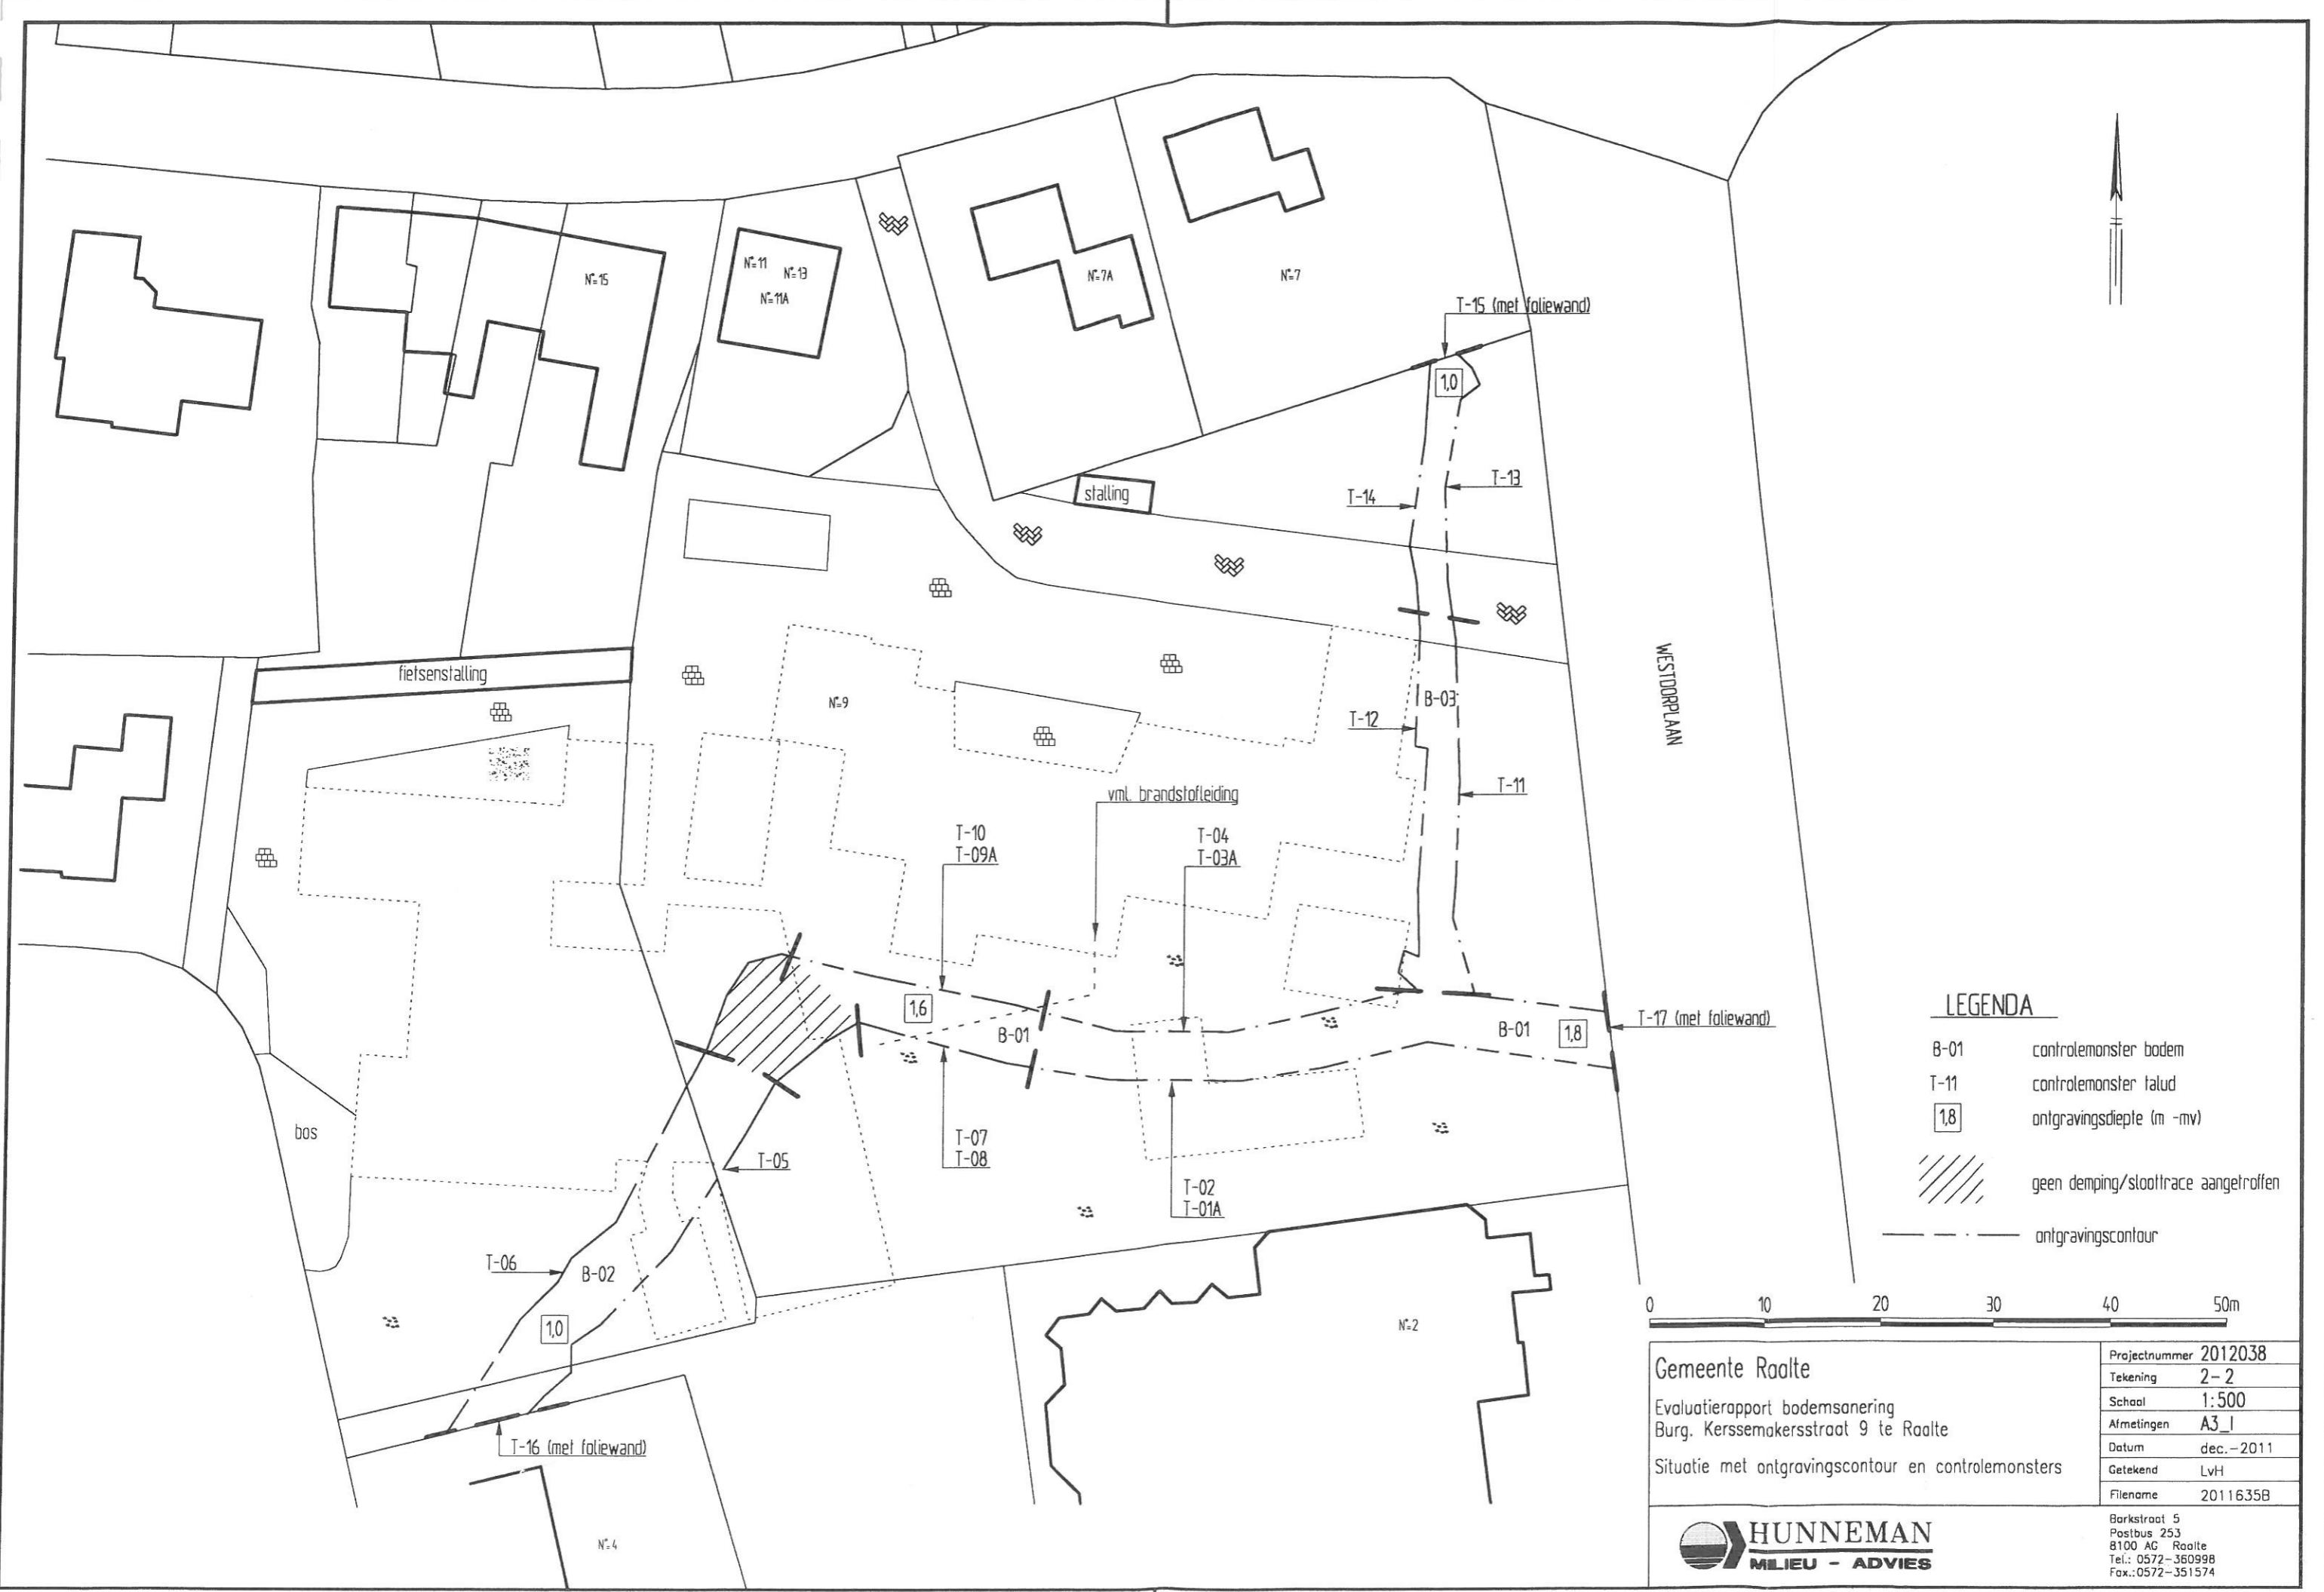 N°=15
N°=11
N°=13
N°=11A
N°=7A
N°=7
T-15 (met foliewand)
1,0
T-13
T-14
stalling
fietsenstalling
N°=9
WESTDORPLAAN
B-03
T-12
T-11
vml. brandstofleiding
T-10
T-09A
T-04
T-03A
1,6
B-01
B-01
1,8
T-17 (met foliewand)
bos
T-05
T-07
T-08
T-02
T-01A
T-06
B-02
1,0
T-16 (met foliewand)
N°=2
N°=4
LEGENDA
B-01 controlemonster bodem
T-11 controlemonster talud
1,8 ontgravingsdiepte (m -mv)
geen demping/sloottrace aangetroffen
ontgravingscontour
0 10 20 30 40 50m
Gemeente Raalte
Evaluatierapport bodemsanering
Burg. Kerssemakersstraat 9 te Raalte
Situatie met ontgravingscontour en controlemonsters
Projectnummer 2012038
Tekening 2-2
Schaal 1:500
Afmetingen A3_l
Datum dec.-2011
Getekend LvH
Filename 2011635B
HUNNEMAN
MILIEU - ADVIES
Barkstraat 5
Postbus 253
8100 AG Raalte
Tel.: 0572-360998
Fax.:0572-351574